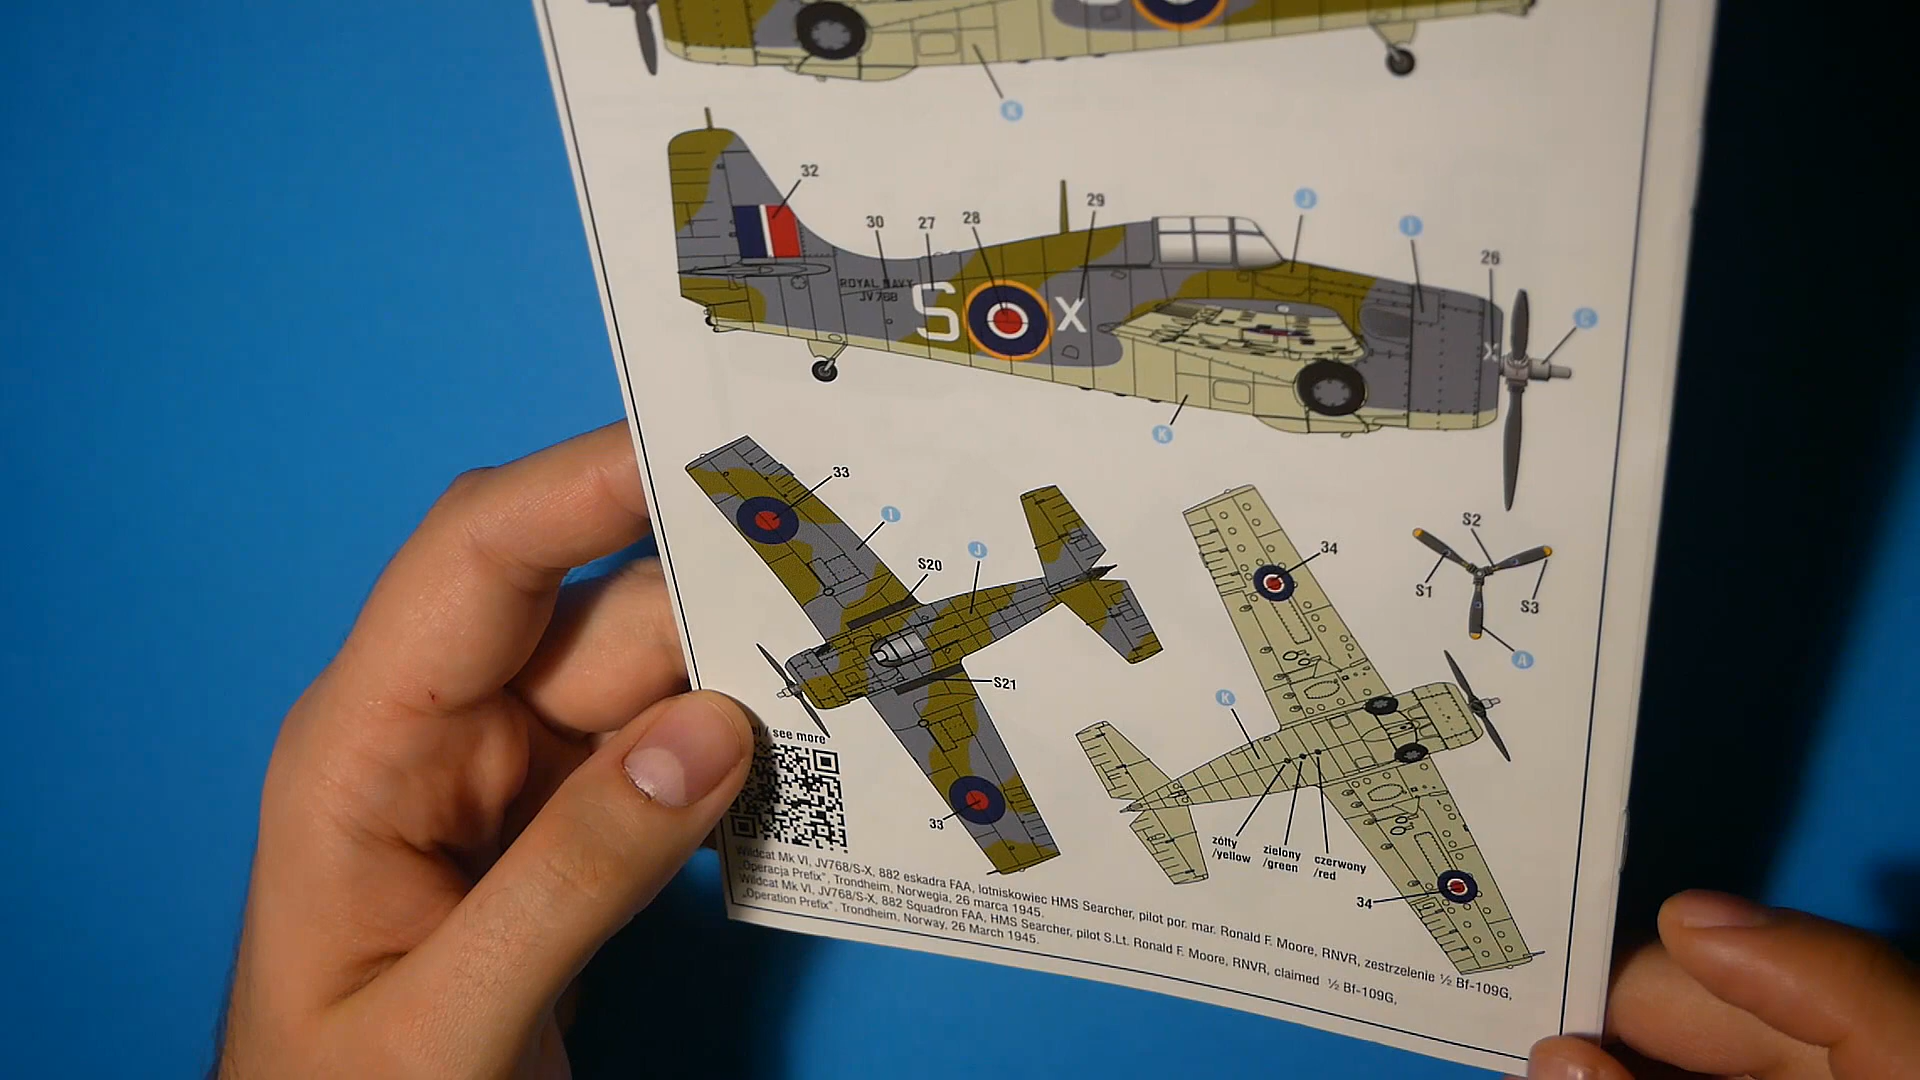 K
32
30
27
28
29
J
I
26
ROYAL NAVY
JV768
S
X
X
C
K
33
I
J
S20
34
S2
S1
S3
A
S21
K
/ see more
33
żółty
/yellow
zielony
/green
czerwony
/red
34
Wildcat Mk VI, JV768/S-X, 882 eskadra FAA, lotniskowiec HMS Searcher, pilot por. mar. Ronald F. Moore, RNVR, zestrzelenie ½ Bf-109G,
„Operacja Prefix", Trondheim, Norwegia, 26 marca 1945.
Wildcat Mk VI, JV768/S-X, 882 Squadron FAA, HMS Searcher, pilot S.Lt. Ronald F. Moore, RNVR, claimed ½ Bf-109G,
„Operation Prefix", Trondheim, Norway, 26 March 1945.